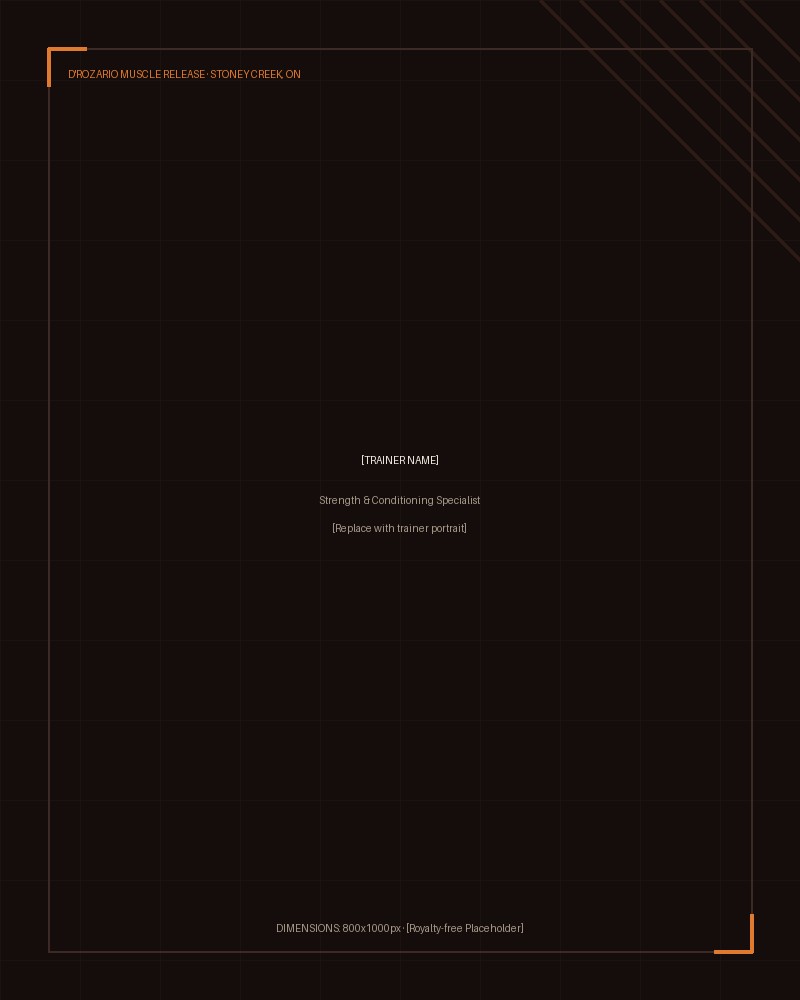 D'ROZARIO MUSCLE RELEASE · STONEY CREEK, ON
[TRAINER NAME]
Strength & Conditioning Specialist
[Replace with trainer portrait]
DIMENSIONS: 800x1000px · [Royalty-free Placeholder]